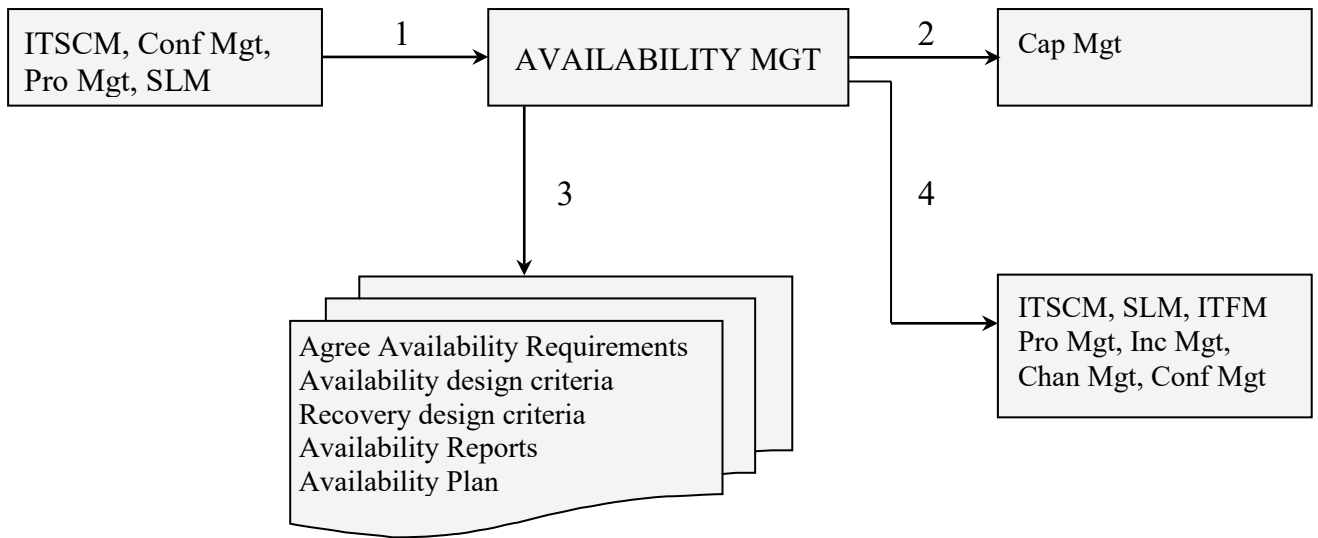 ITSCM, Conf Mgt,
Pro Mgt, SLM
1
AVAILABILITY MGT
2
Cap Mgt
3
4
ITSCM, SLM, ITFM
Pro Mgt, Inc Mgt,
Chan Mgt, Conf Mgt
Agree Availability Requirements
Availability design criteria
Recovery design criteria
Availability Reports
Availability Plan